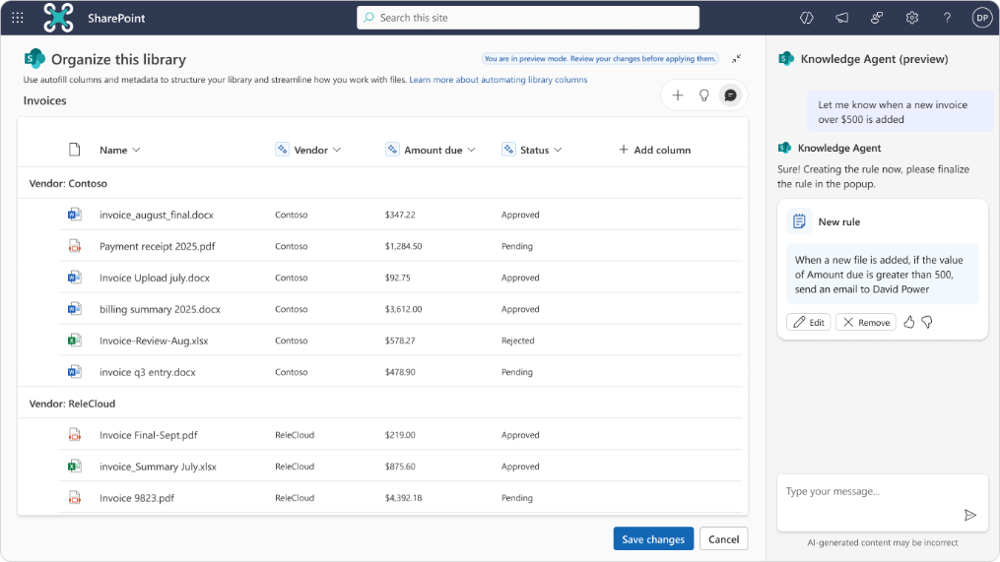 SharePoint
Search this site
DP
Organize this library
You are in preview mode. Review your changes before applying them.
Use autofill columns and metadata to structure your library and streamline how you work with files. Learn more about automating library columns
Invoices
Name Vendor Amount due Status + Add column
Vendor: Contoso
invoice_august_final.docx Contoso $347.22 Approved
Payment receipt 2025.pdf Contoso $1,284.50 Pending
Invoice Upload july.docx Contoso $92.75 Approved
billing summary 2025.docx Contoso $3,612.00 Approved
Invoice-Review-Aug.xlsx Contoso $578.27 Rejected
invoice q3 entry.docx Contoso $478.90 Pending
Vendor: ReleCloud
Invoice Final-Sept.pdf ReleCloud $219.00 Approved
invoice_Summary July.xlsx ReleCloud $875.60 Approved
Invoice 9823.pdf ReleCloud $4,392.18 Pending
Save changes Cancel
Knowledge Agent (preview)
Let me know when a new invoice
over $500 is added
Knowledge Agent
Sure! Creating the rule now, please finalize
the rule in the popup.
New rule
When a new file is added, if the value
of Amount due is greater than 500,
send an email to David Power
Edit Remove
Type your message...
AI-generated content may be incorrect